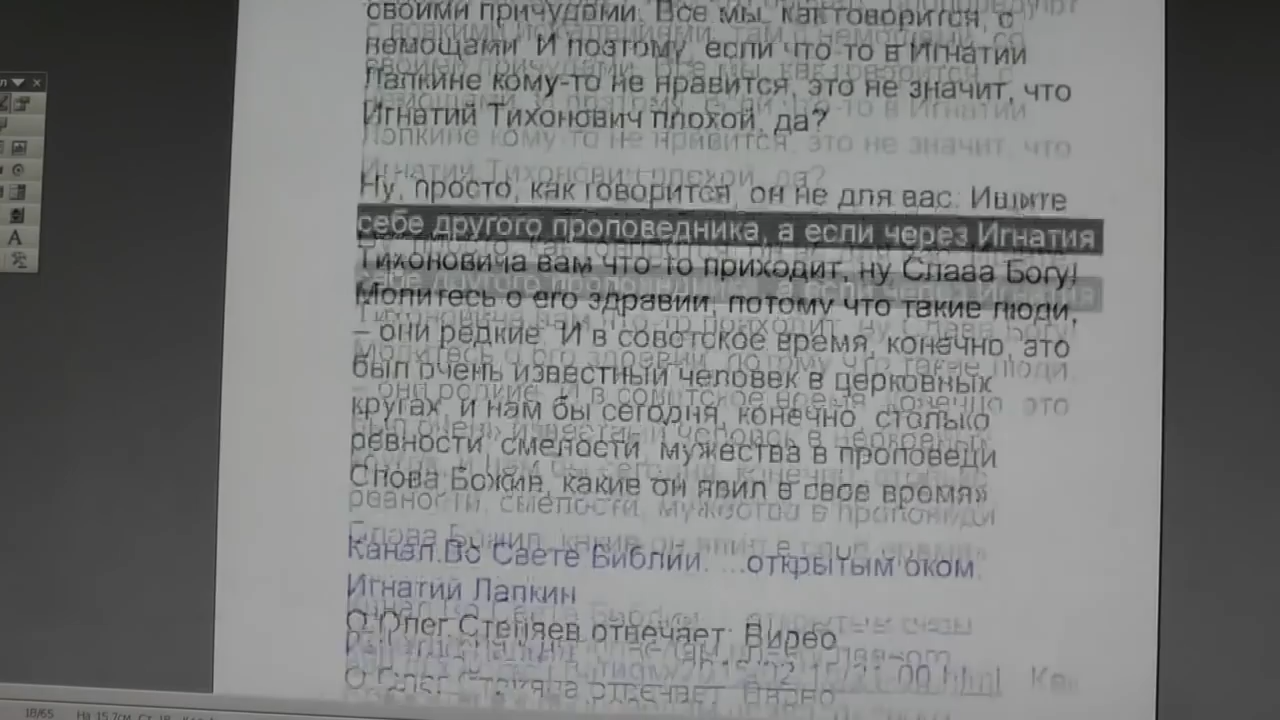 своими причудами. Все мы, как говорится, с
немощами. И поэтому, если что-то в Игнатии
Лапкине кому-то не нравится, это не значит, что
Игнатий Тихонович плохой, да?
Ну, просто, как говорится, он не для вас. Ищите
себе другого проповедника, а если через Игнатия
Тихоновича вам что-то приходит, ну Слава Богу!
Молитесь о его здравии, потому что такие люди,
– они редкие. И в советское время, конечно, это
был очень известный человек в церковных
кругах, и нам бы сегодня, конечно, столько
ревности, смелости, мужества в проповеди
Слова Божия, какие он явил в свое время»
Канал.Во Свете Библии. ...открытым оком.
Игнатий Лапкин
О.Олег Стеняев отвечает. Видео
18/65